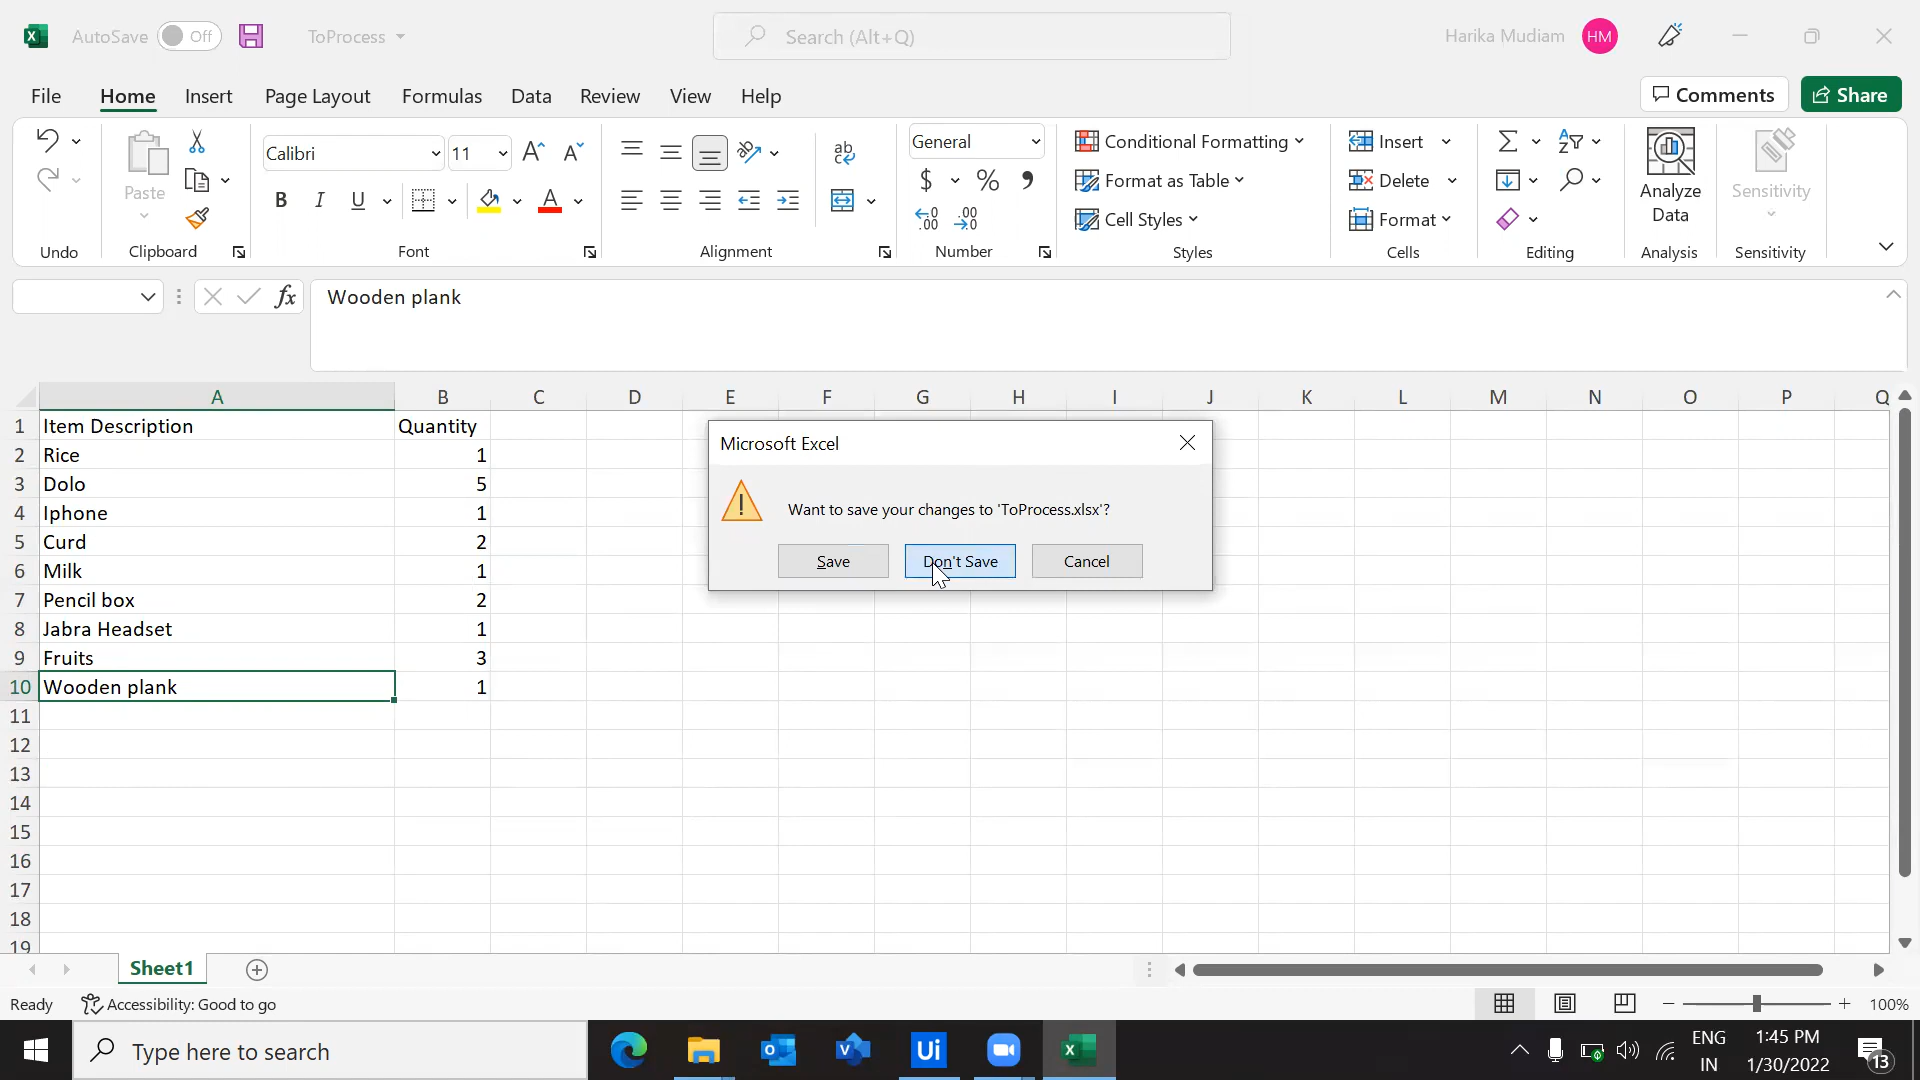 AutoSave Off ToProcess Search (Alt+Q) Harika Mudiam HM
File Home Insert Page Layout Formulas Data Review View Help Comments Share
Paste
Calibri 11
B I U A
ab
General
$ %
Conditional Formatting
Format as Table
Cell Styles
Insert
Delete
Format
Analyze
Data
Sensitivity
Undo Clipboard Font Alignment Number Styles Cells Editing Analysis Sensitivity
fx Wooden plank
A B C D E F G H I J K L M N O P Q
1 Item Description Quantity
2 Rice 1
3 Dolo 5
4 Iphone 1
5 Curd 2
6 Milk 1
7 Pencil box 2
8 Jabra Headset 1
9 Fruits 3
10 Wooden plank 1
11
12
13
14
15
16
17
18
19
Microsoft Excel
Want to save your changes to 'ToProcess.xlsx'?
Save Don't Save Cancel
Sheet1
Ready Accessibility: Good to go 100%
Type here to search
Ui
ENG
IN
1:45 PM
1/30/2022
13